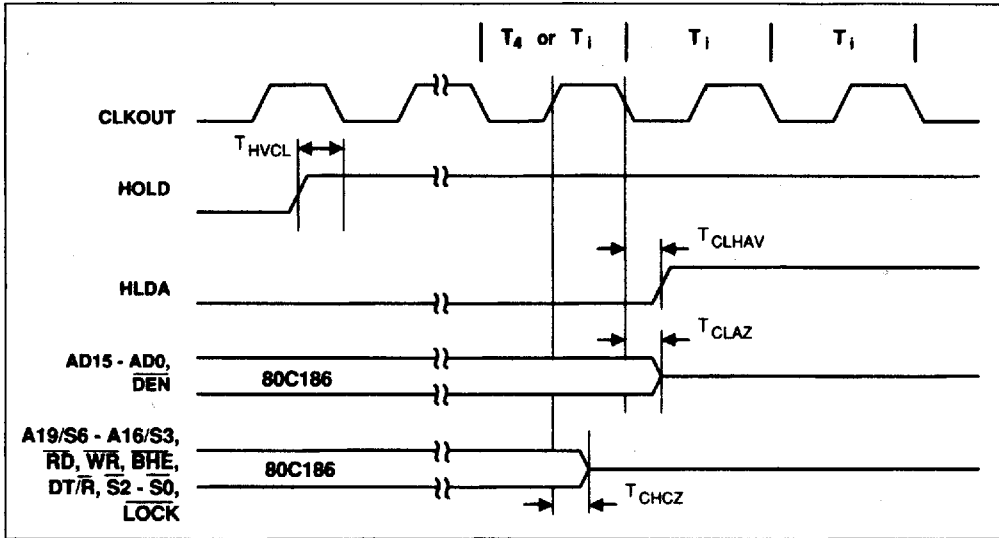 T4 or Ti Ti Ti
CLKOUT
THVCL
HOLD
TCLHAV
HLDA
TCLAZ
AD15 - AD0,
DEN
80C186
A19/S6 - A16/S3,
RD, WR, BHE,
DT/R, S2 - S0,
LOCK
80C186
TCHCZ